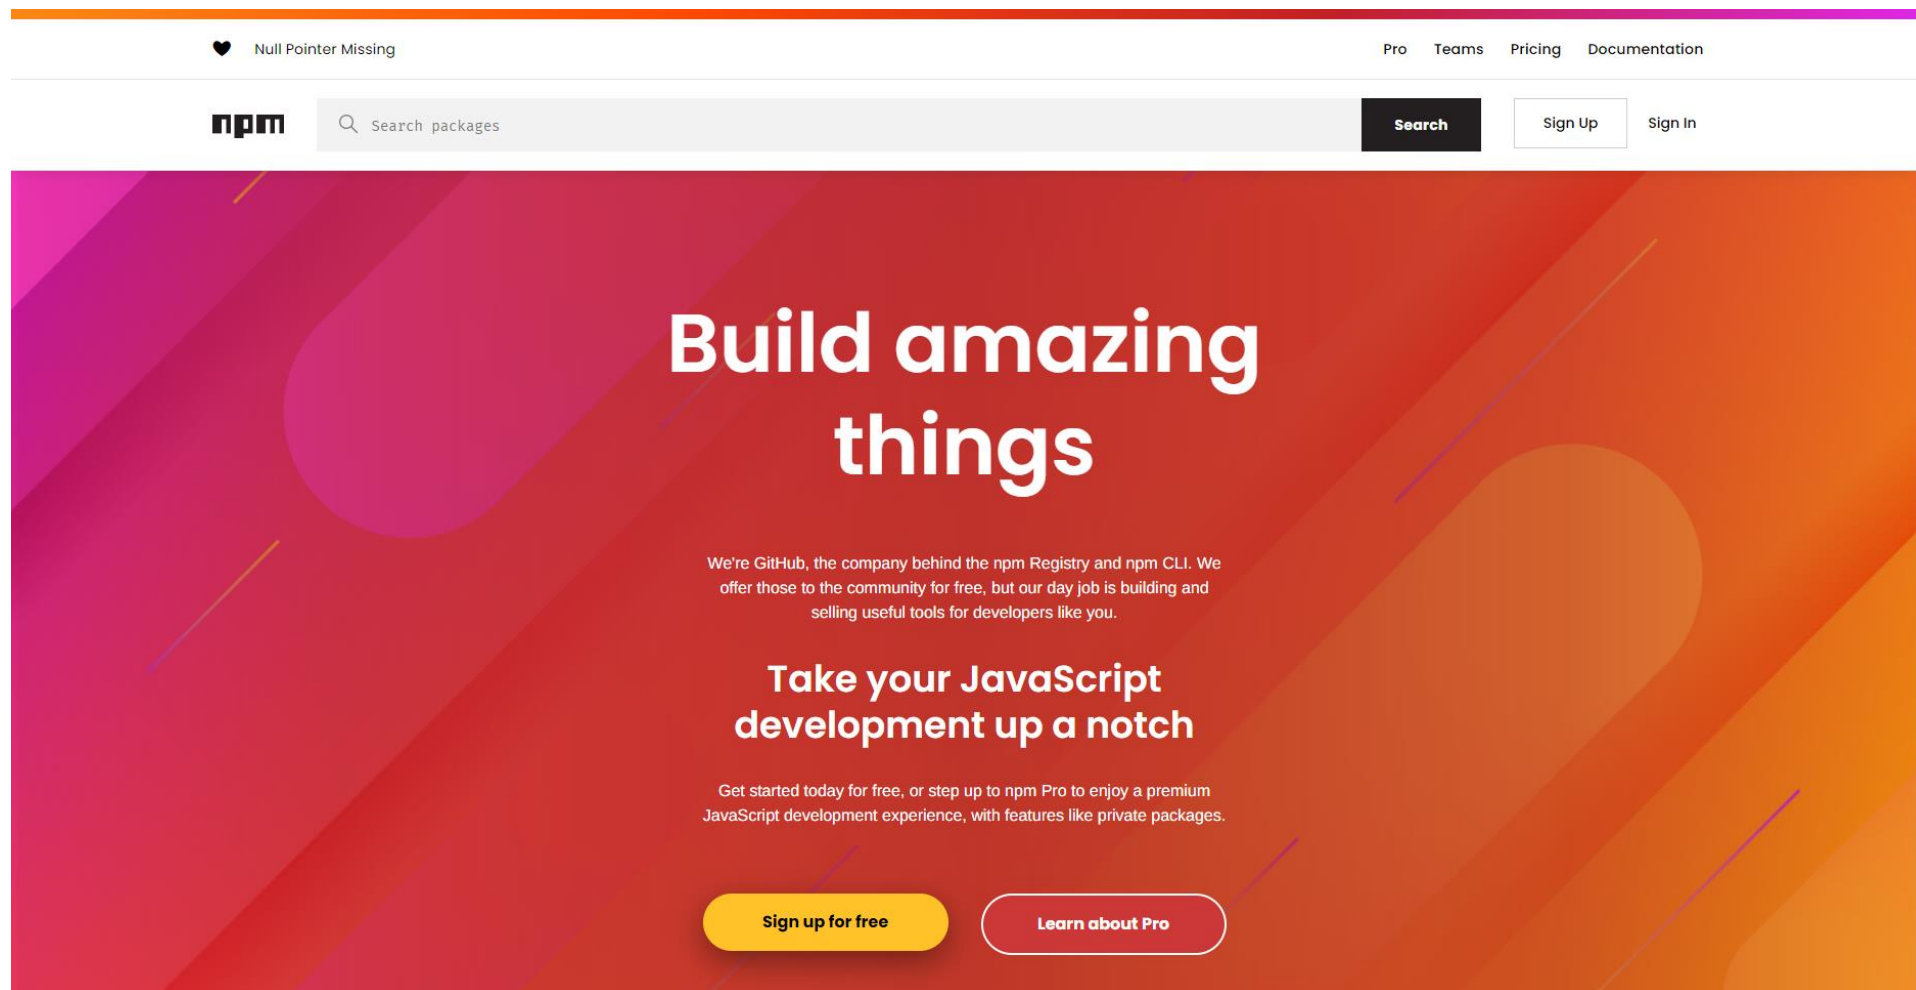 Null Pointer Missing
Pro Teams Pricing Documentation
npm
Search packages
Search
Sign Up
Sign In
Build amazing
things
We're GitHub, the company behind the npm Registry and npm CLI. We
offer those to the community for free, but our day job is building and
selling useful tools for developers like you.
Take your JavaScript
development up a notch
Get started today for free, or step up to npm Pro to enjoy a premium
JavaScript development experience, with features like private packages.
Sign up for free
Learn about Pro